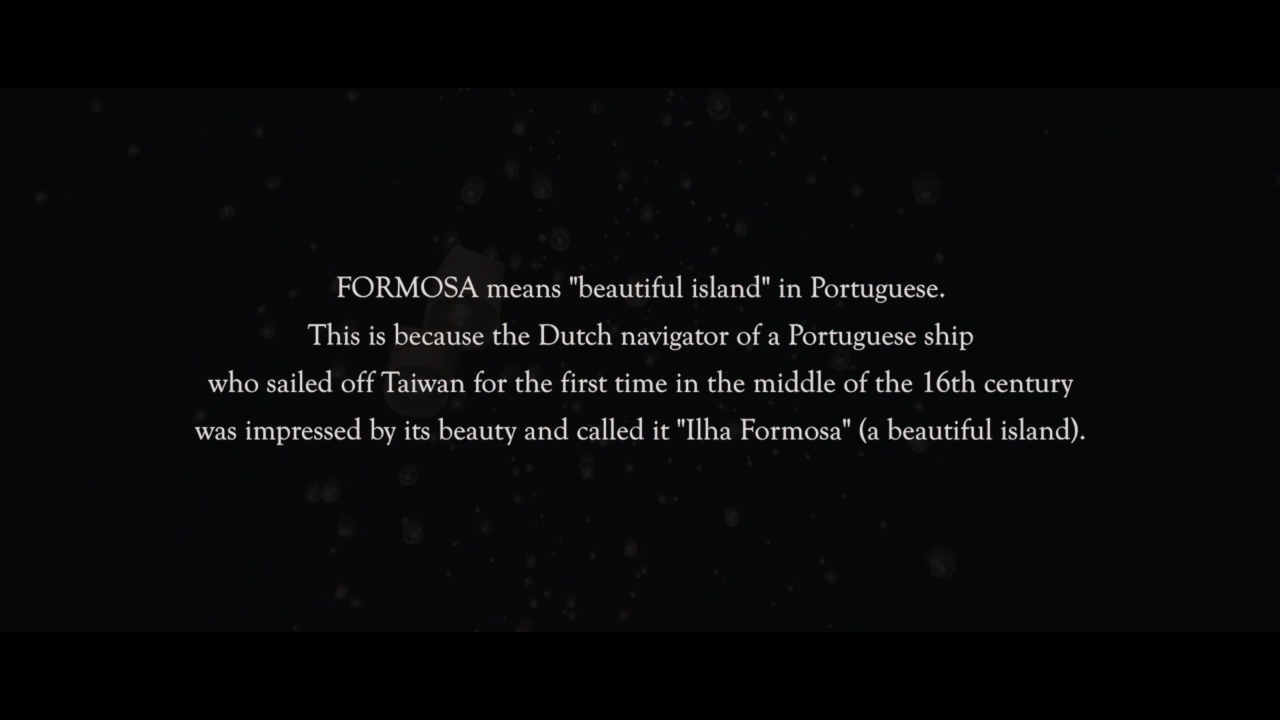 FORMOSA means "beautiful island" in Portuguese.
This is because the Dutch navigator of a Portuguese ship
who sailed off Taiwan for the first time in the middle of the 16th century
was impressed by its beauty and called it "Ilha Formosa" (a beautiful island).